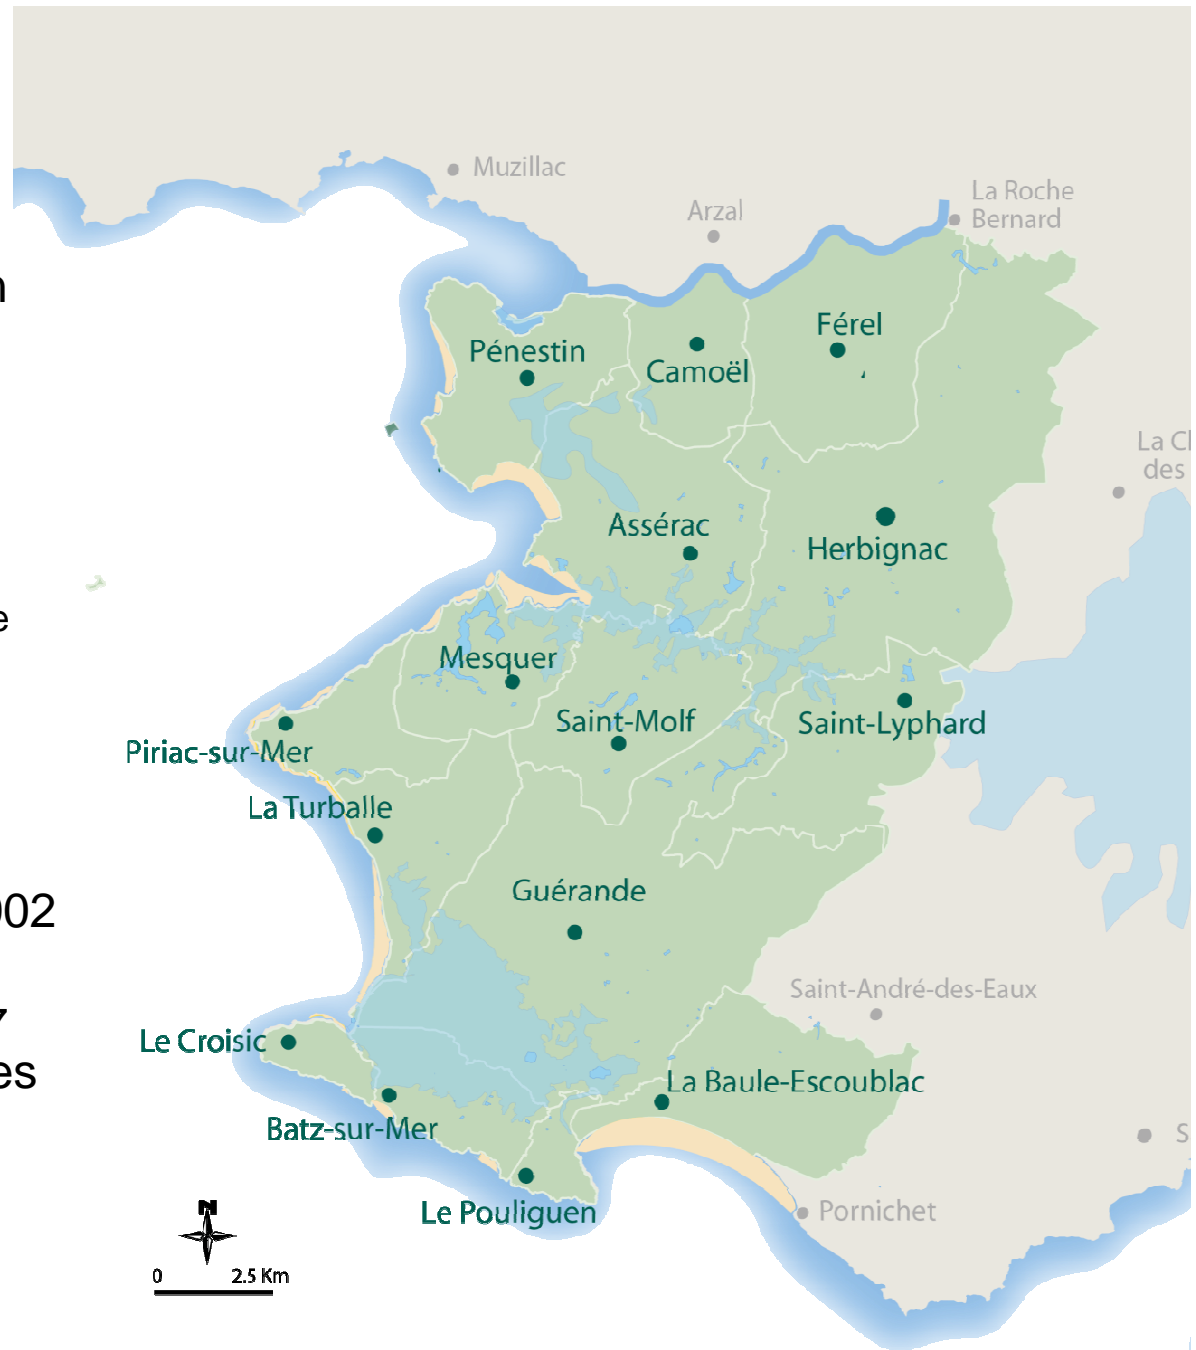 Muzillac
La Roche
Bernard
Arzal
n
Férel
Pénestin
Camoël
La Cl
des
Assérac
Herbignac
e
Mesquer
Saint-Molf
Saint-Lyphard
Piriac-sur-Mer
La Turballe
Guérande
002
Saint-André-des-Eaux
z
Le Croisic
es
La Baule-Escoublac
Batz-sur-Mer
S
Le Pouliguen
Pornichet
N
0 2.5 Km